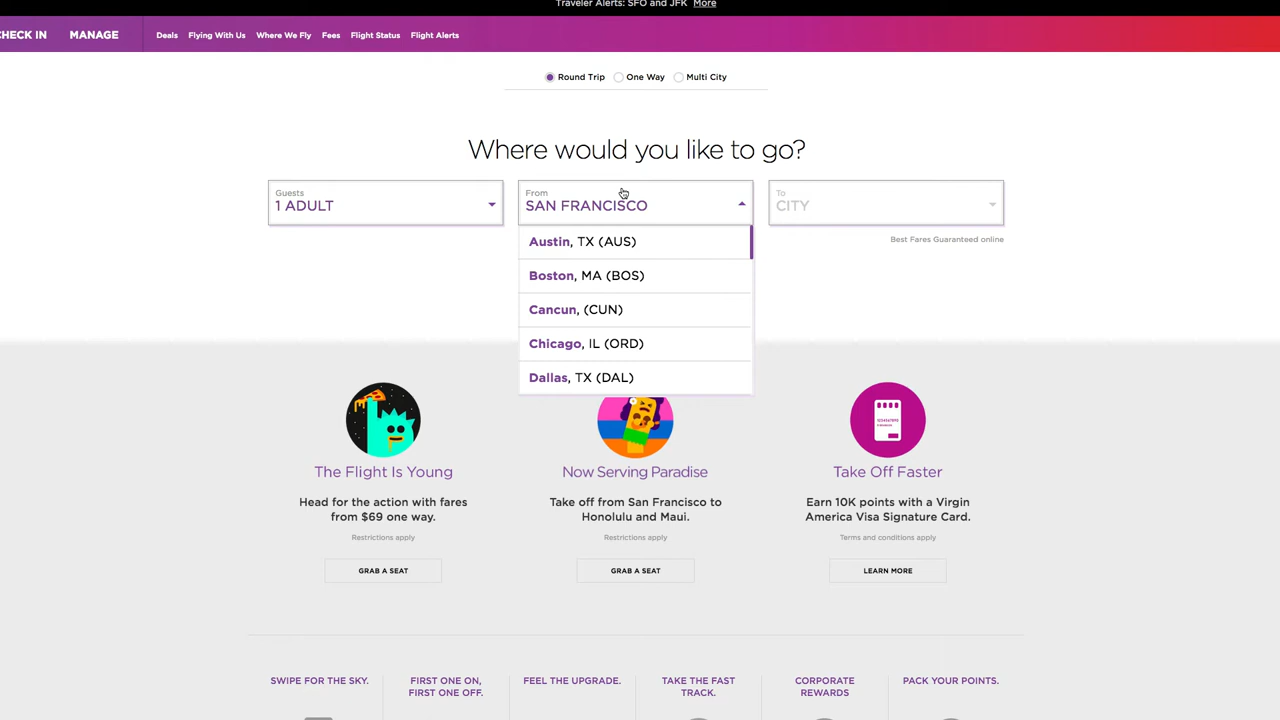 Traveler Alerts: SFO and JFK More
CHECK IN MANAGE Deals Flying With Us Where We Fly Fees Flight Status Flight Alerts
Round Trip One Way Multi City
Where would you like to go?
Guests
1 ADULT
From
SAN FRANCISCO
To
CITY
Best Fares Guaranteed online
Austin, TX (AUS)
Boston, MA (BOS)
Cancun, (CUN)
Chicago, IL (ORD)
Dallas, TX (DAL)
The Flight Is Young
Head for the action with fares
from $69 one way.
Restrictions apply
GRAB A SEAT
Now Serving Paradise
Take off from San Francisco to
Honolulu and Maui.
Restrictions apply
GRAB A SEAT
Take Off Faster
Earn 10K points with a Virgin
America Visa Signature Card.
Terms and conditions apply
LEARN MORE
SWIPE FOR THE SKY.
FIRST ONE ON,
FIRST ONE OFF.
FEEL THE UPGRADE.
TAKE THE FAST
TRACK.
CORPORATE
REWARDS
PACK YOUR POINTS.